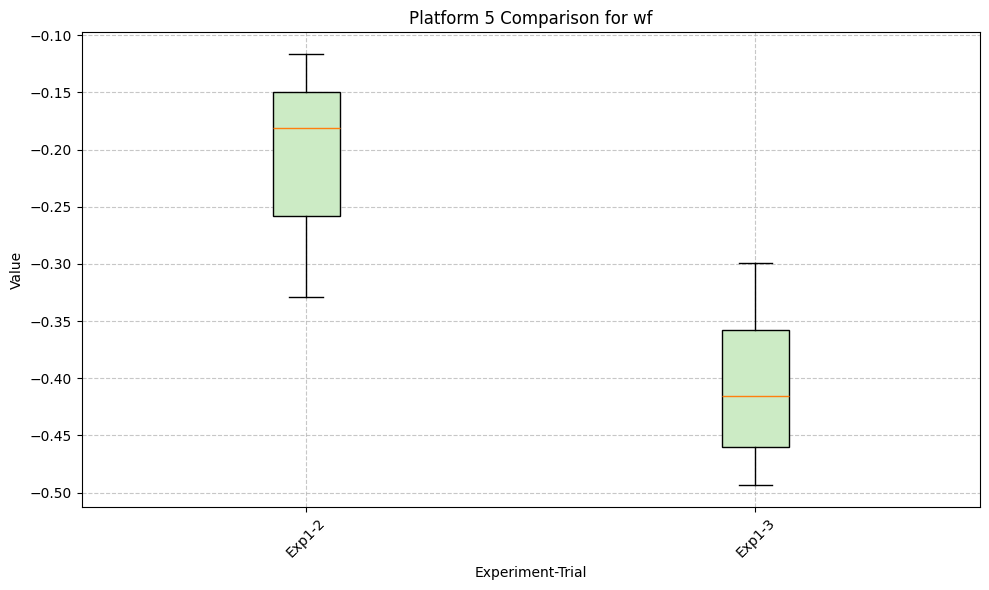 Platform 5 Comparison for wf
Value
−0.10
−0.15
−0.20
−0.25
−0.30
−0.35
−0.40
−0.45
−0.50
Exp1-2
Exp1-3
Experiment-Trial